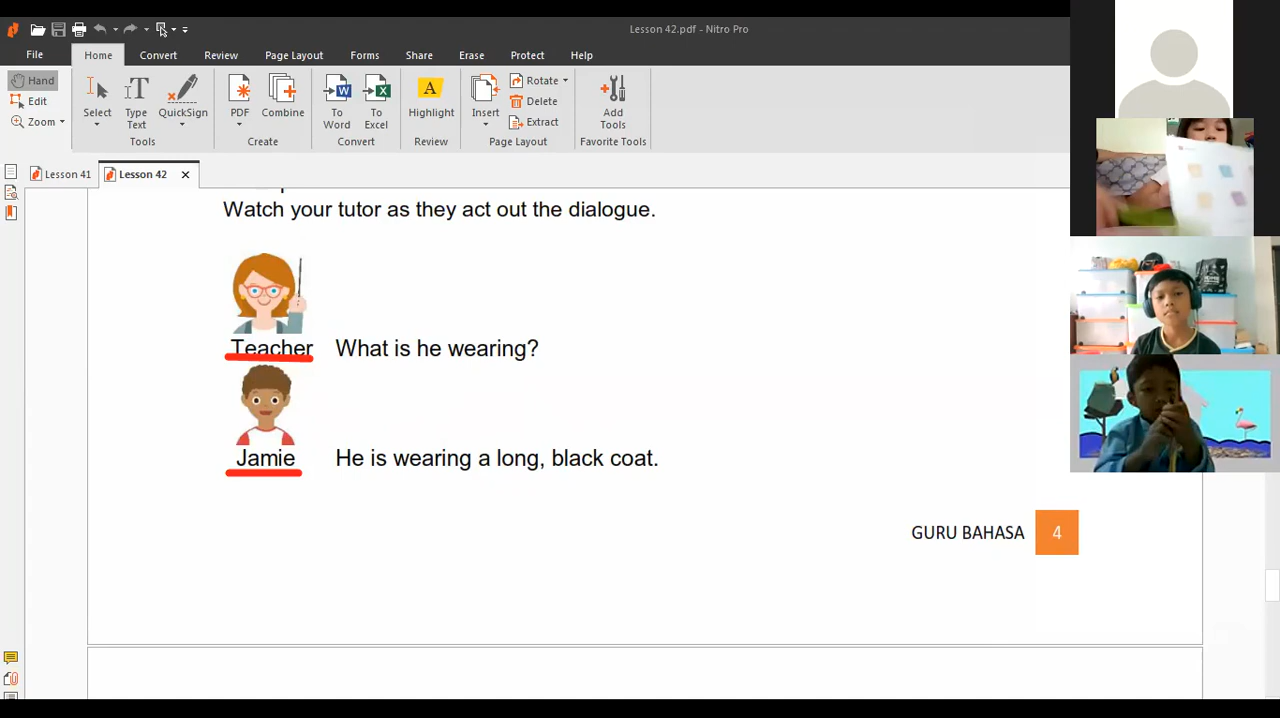 Lesson 42.pdf - Nitro Pro
File Home Convert Review Page Layout Forms Share Erase Protect Help
Hand
Edit
Zoom
Select
Type Text
QuickSign
Tools
PDF
Combine
Create
To Word
To Excel
Convert
A
Highlight
Review
Insert
Rotate
Delete
Extract
Page Layout
Add Tools
Favorite Tools
Lesson 41
Lesson 42
Watch your tutor as they act out the dialogue.
Teacher What is he wearing?
Jamie He is wearing a long, black coat.
GURU BAHASA 4